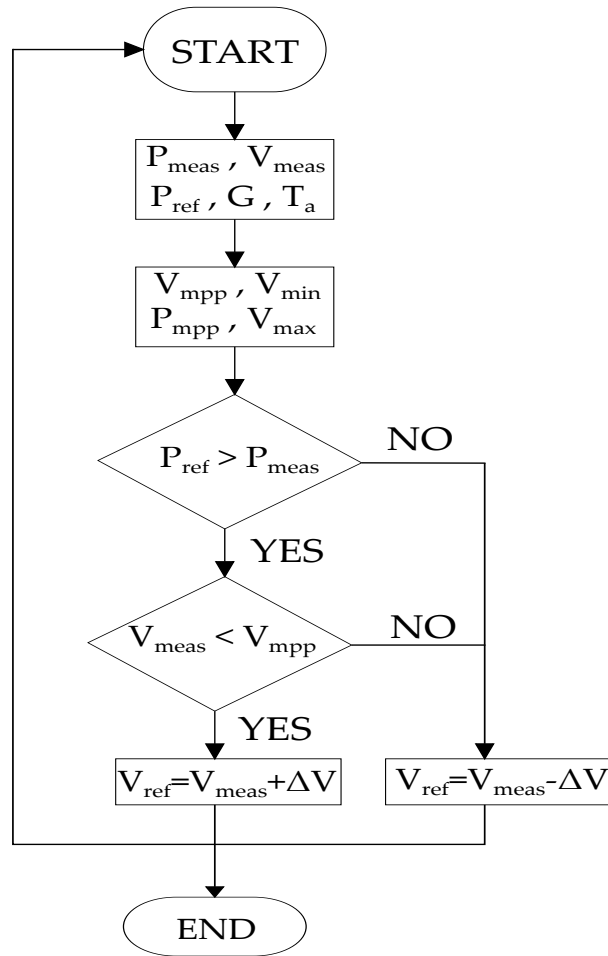 START
P_meas , V_meas
P_ref , G , T_a
V_mpp , V_min
P_mpp , V_max
P_ref > P_meas
NO
YES
V_meas < V_mpp
NO
YES
V_ref=V_meas+ΔV
V_ref=V_meas-ΔV
END